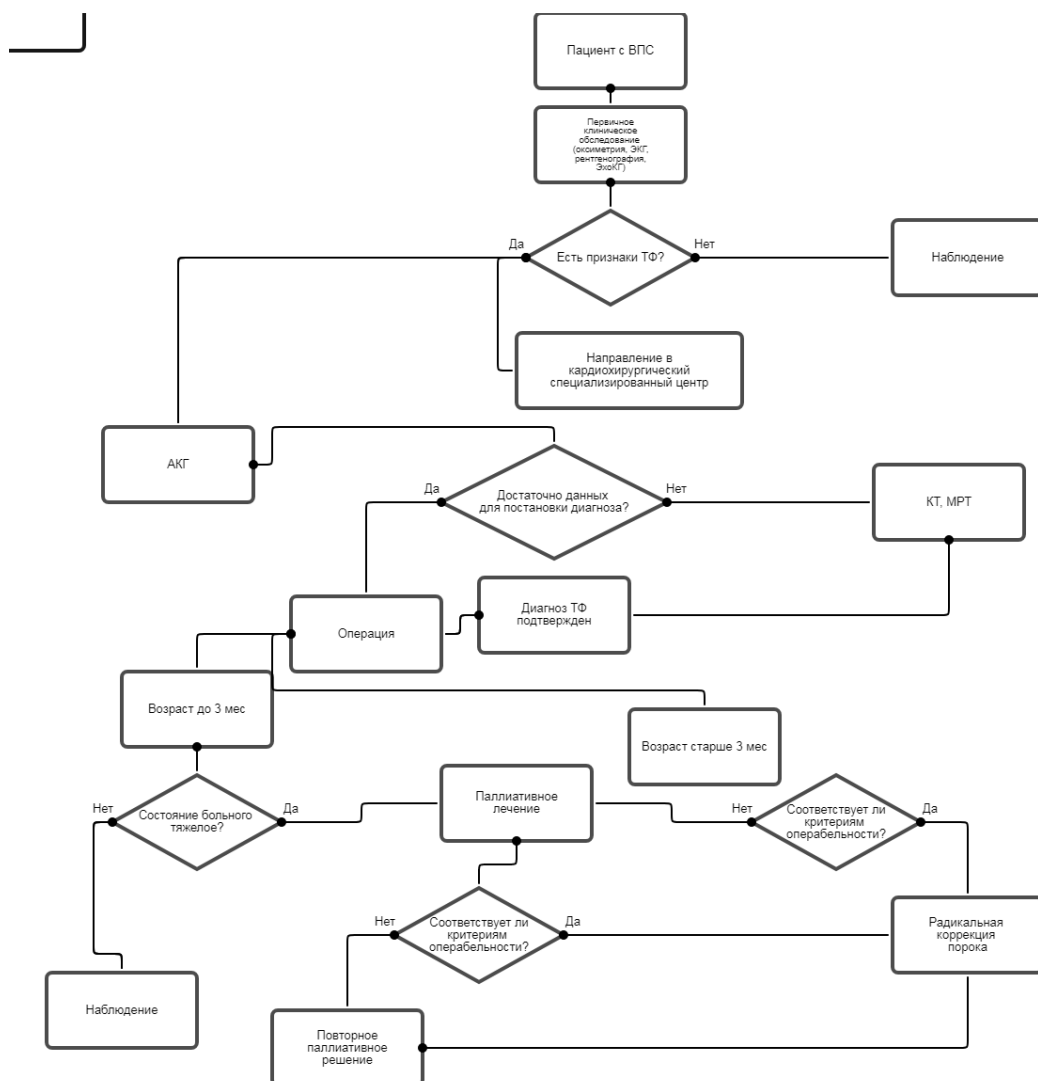 Пациент с ВПС
Первичное
клиническое
обследование
(оксиметрия, ЭКГ,
рентгенография,
ЭхоКГ)
Да
Есть признаки ТФ?
Нет
Наблюдение
Направление в
кардиохирургический
специализированный центр
АКГ
Да
Достаточно данных
для постановки диагноза?
Нет
КТ, МРТ
Операция
Диагноз ТФ
подтвержден
Возраст до 3 мес
Возраст старше 3 мес
Нет
Состояние больного
тяжелое?
Да
Паллиативное
лечение
Нет
Соответствует ли
критериям
операбельности?
Да
Нет
Соответствует ли
критериям
операбельности?
Да
Радикальная
коррекция
порока
Наблюдение
Повторное
паллиативное
решение